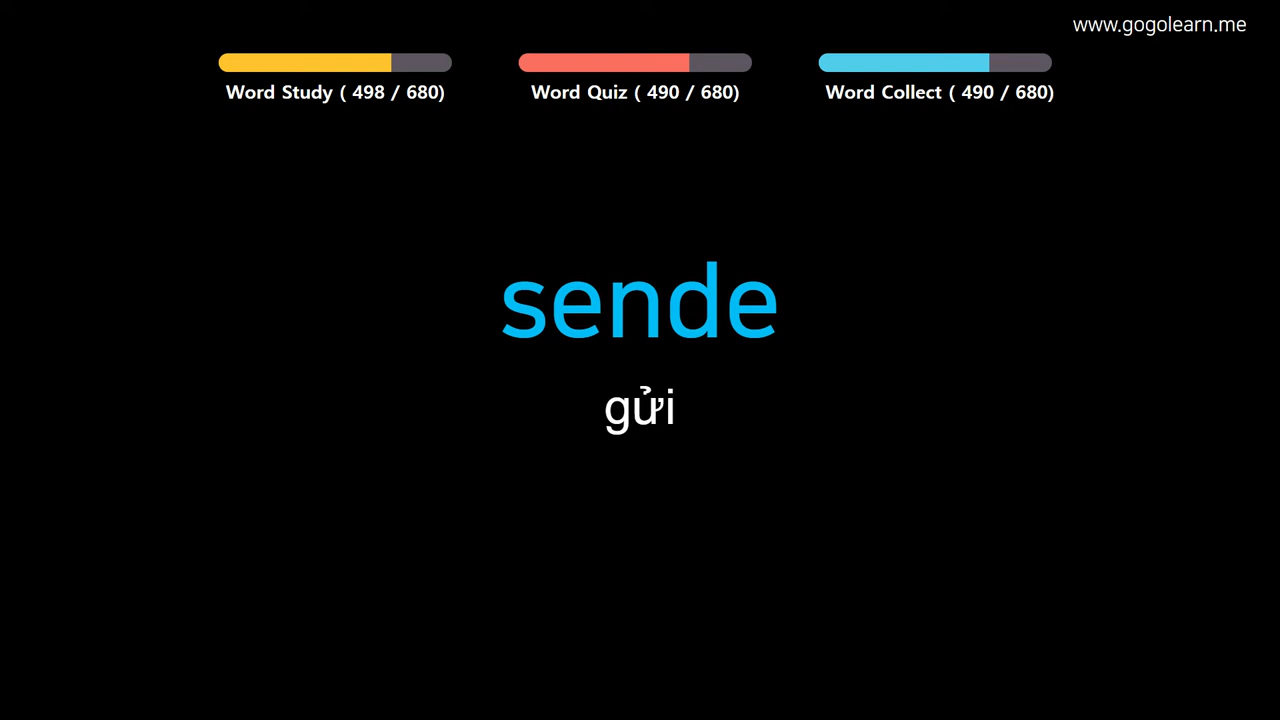 www.gogolearn.me
Word Study ( 498 / 680)
Word Quiz ( 490 / 680)
Word Collect ( 490 / 680)
sende
gửi